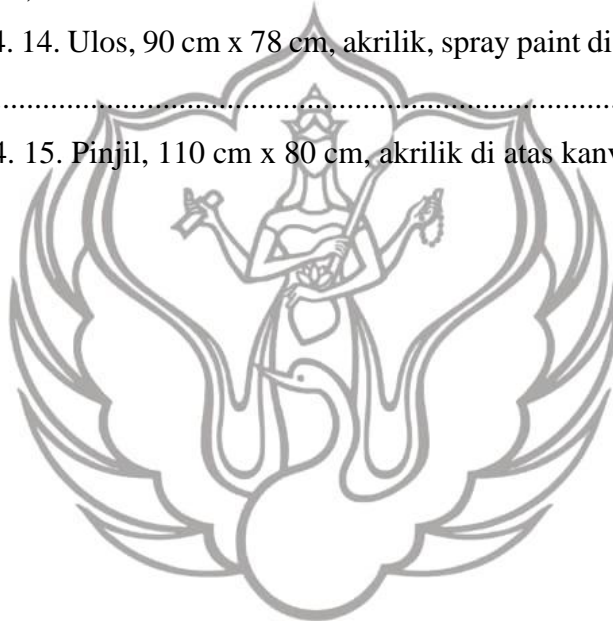 4. 14. Ulos, 90 cm x 78 cm, akrilik, spray paint di
....................................................................................
4. 15. Pinjil, 110 cm x 80 cm, akrilik di atas kanv